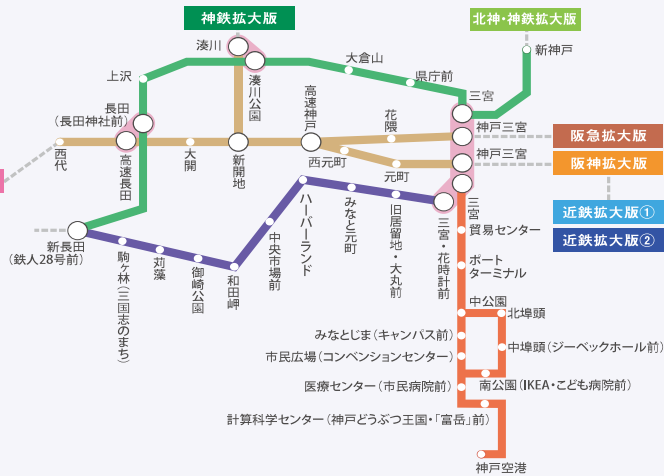 神鉄拡大版
北神・神鉄拡大版
湊川
大倉山
県庁前
新神戸
上沢
湊川公園
三宮
長田
(長田神社前)
高速神戸
花隈
神戸三宮
阪急拡大版
西代
高速長田
大開
新開地
西元町
元町
神戸三宮
阪神拡大版
三宮
近鉄拡大版①
近鉄拡大版②
新長田
(鉄人28号前)
駒ヶ林(三国志のまち)
苅藻
御崎公園
和田岬
中央市場前
ハーバーランド
みなと元町
旧居留地・大丸前
三宮・花時計前
貿易センター
ポート
ターミナル
中公園
北埠頭
みなとじま(キャンパス前)
中埠頭(ジーベックホール前)
市民広場(コンベンションセンター)
医療センター(市民病院前)
南公園(IKEA・こども病院前)
計算科学センター(神戸どうぶつ王国・「富岳」前)
神戸空港